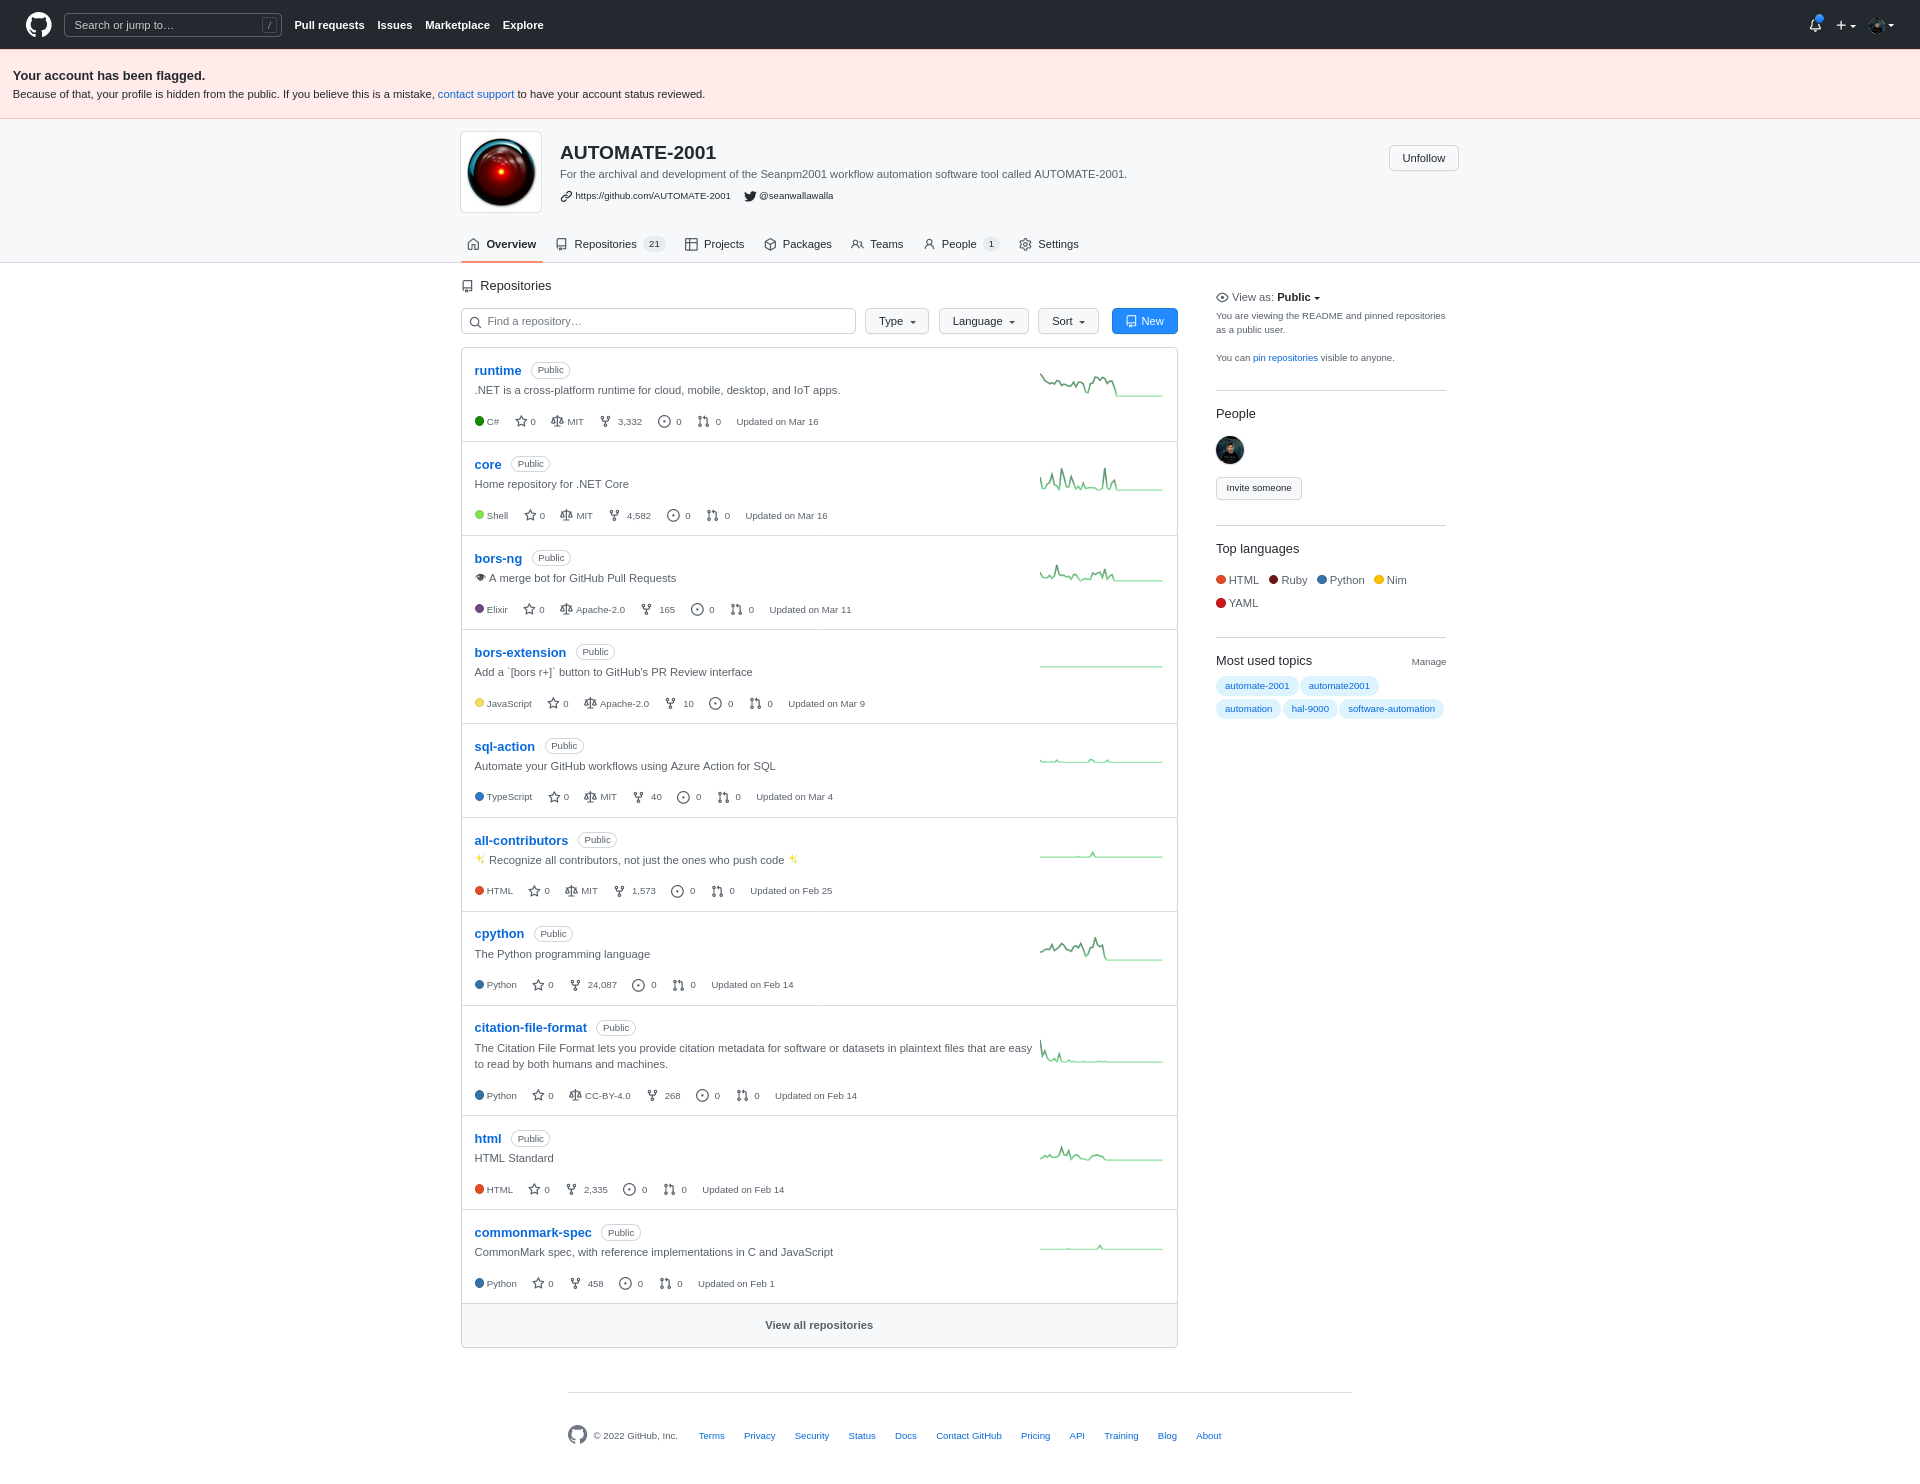 Search or jump to… /
Pull requests Issues Marketplace Explore
Your account has been flagged.
Because of that, your profile is hidden from the public. If you believe this is a mistake, contact support to have your account status reviewed.
AUTOMATE-2001
Unfollow
For the archival and development of the Seanpm2001 workflow automation software tool called AUTOMATE-2001.
https://github.com/AUTOMATE-2001 @seanwallawalla
Overview Repositories 21 Projects Packages Teams People 1 Settings
Repositories
Find a repository… Type Language Sort New
runtime Public
.NET is a cross-platform runtime for cloud, mobile, desktop, and IoT apps.
C# 0 MIT 3,332 0 0 Updated on Mar 16
core Public
Home repository for .NET Core
Shell 0 MIT 4,582 0 0 Updated on Mar 16
bors-ng Public
👁 A merge bot for GitHub Pull Requests
Elixir 0 Apache-2.0 165 0 0 Updated on Mar 11
bors-extension Public
Add a `[bors r+]` button to GitHub's PR Review interface
JavaScript 0 Apache-2.0 10 0 0 Updated on Mar 9
sql-action Public
Automate your GitHub workflows using Azure Action for SQL
TypeScript 0 MIT 40 0 0 Updated on Mar 4
all-contributors Public
✨ Recognize all contributors, not just the ones who push code ✨
HTML 0 MIT 1,573 0 0 Updated on Feb 25
cpython Public
The Python programming language
Python 0 24,087 0 0 Updated on Feb 14
citation-file-format Public
The Citation File Format lets you provide citation metadata for software or datasets in plaintext files that are easy
to read by both humans and machines.
Python 0 CC-BY-4.0 268 0 0 Updated on Feb 14
html Public
HTML Standard
HTML 0 2,335 0 0 Updated on Feb 14
commonmark-spec Public
CommonMark spec, with reference implementations in C and JavaScript
Python 0 458 0 0 Updated on Feb 1
View all repositories
View as: Public
You are viewing the README and pinned repositories
as a public user.
You can pin repositories visible to anyone.
People
Invite someone
Top languages
HTML Ruby Python Nim
YAML
Most used topics Manage
automate-2001 automate2001
automation hal-9000 software-automation
© 2022 GitHub, Inc. Terms Privacy Security Status Docs Contact GitHub Pricing API Training Blog About